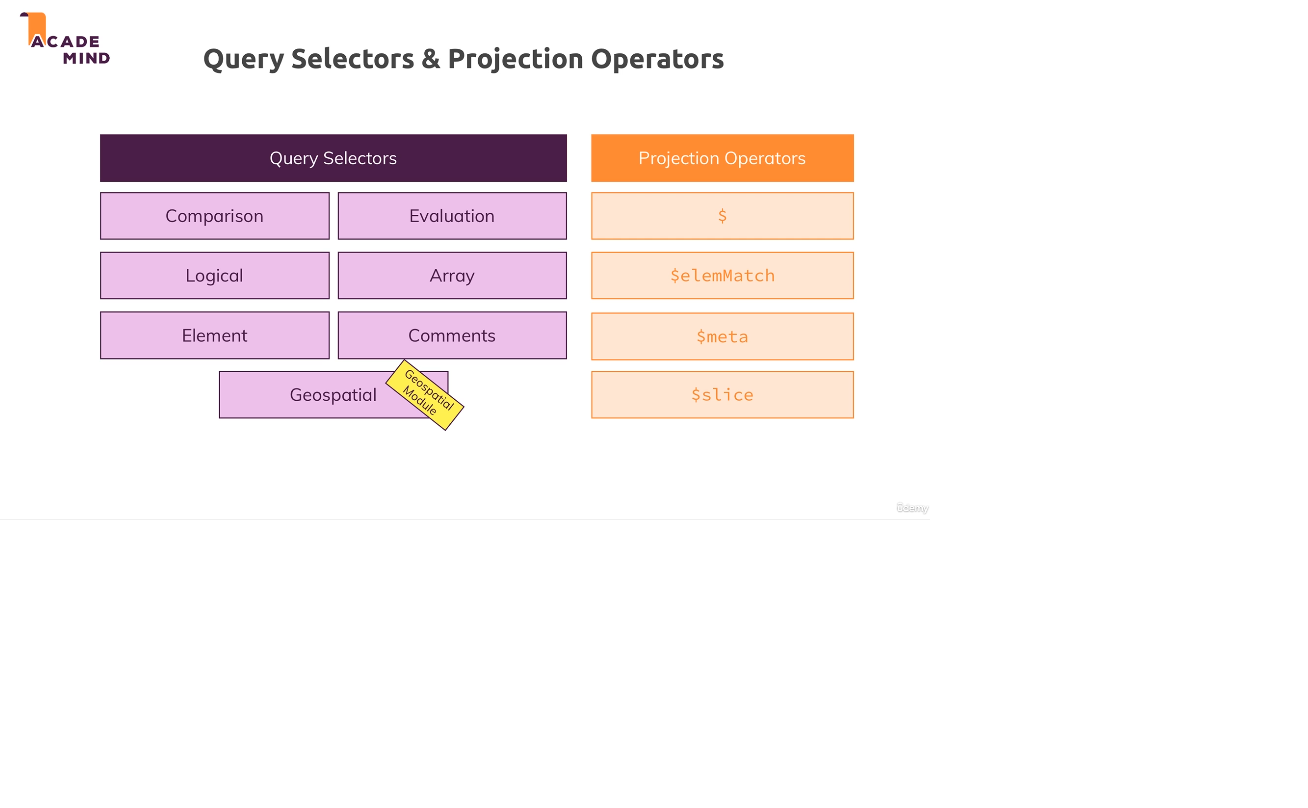 ACADE
MIND
Query Selectors & Projection Operators
Query Selectors
Projection Operators
Comparison
Evaluation
$
Logical
Array
$elemMatch
Element
Comments
$meta
Geospatial
Geospatial
Module
$slice
Udemy